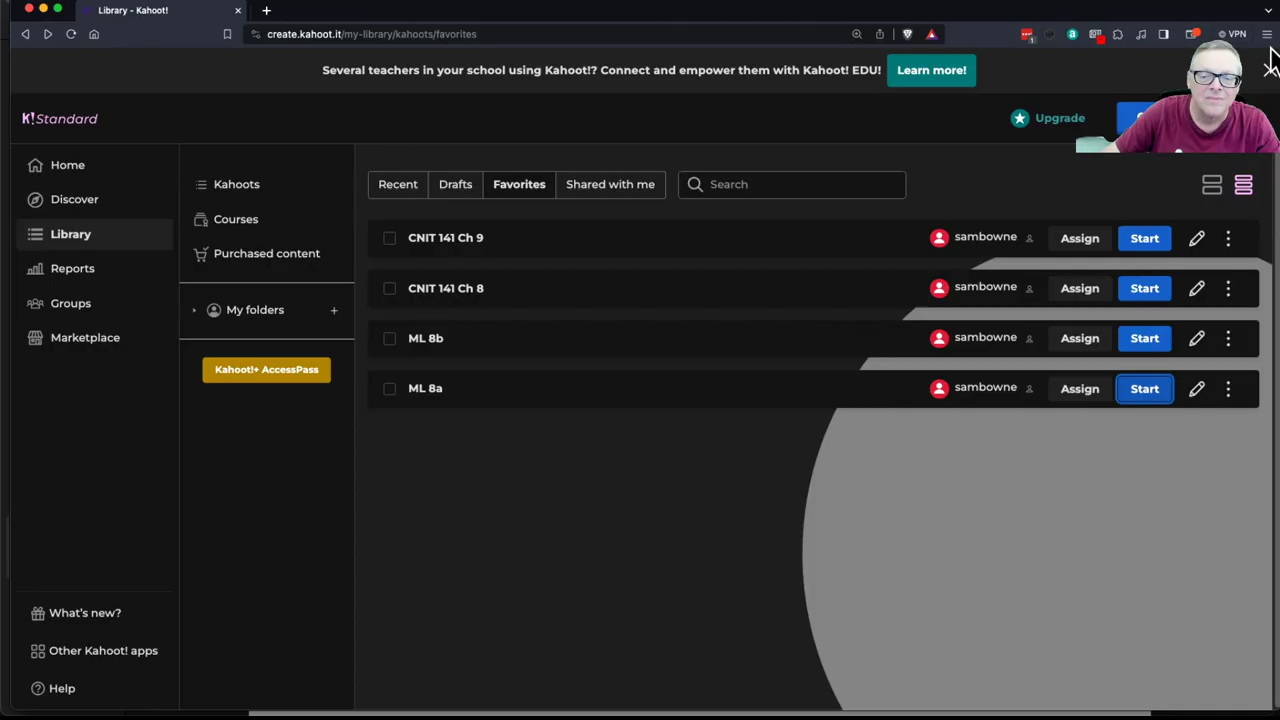 Library - Kahoot!
create.kahoot.it/my-library/kahoots/favorites
VPN
1
Several teachers in your school using Kahoot!? Connect and empower them with Kahoot! EDU!
Learn more!
K! Standard
Upgrade
Home
Discover
Library
Reports
Groups
Marketplace
What's new?
Other Kahoot! apps
Help
Kahoots
Courses
Purchased content
My folders +
Kahoot!+ AccessPass
Recent Drafts Favorites Shared with me Search
CNIT 141 Ch 9 sambowne Assign Start
CNIT 141 Ch 8 sambowne Assign Start
ML 8b sambowne Assign Start
ML 8a sambowne Assign Start